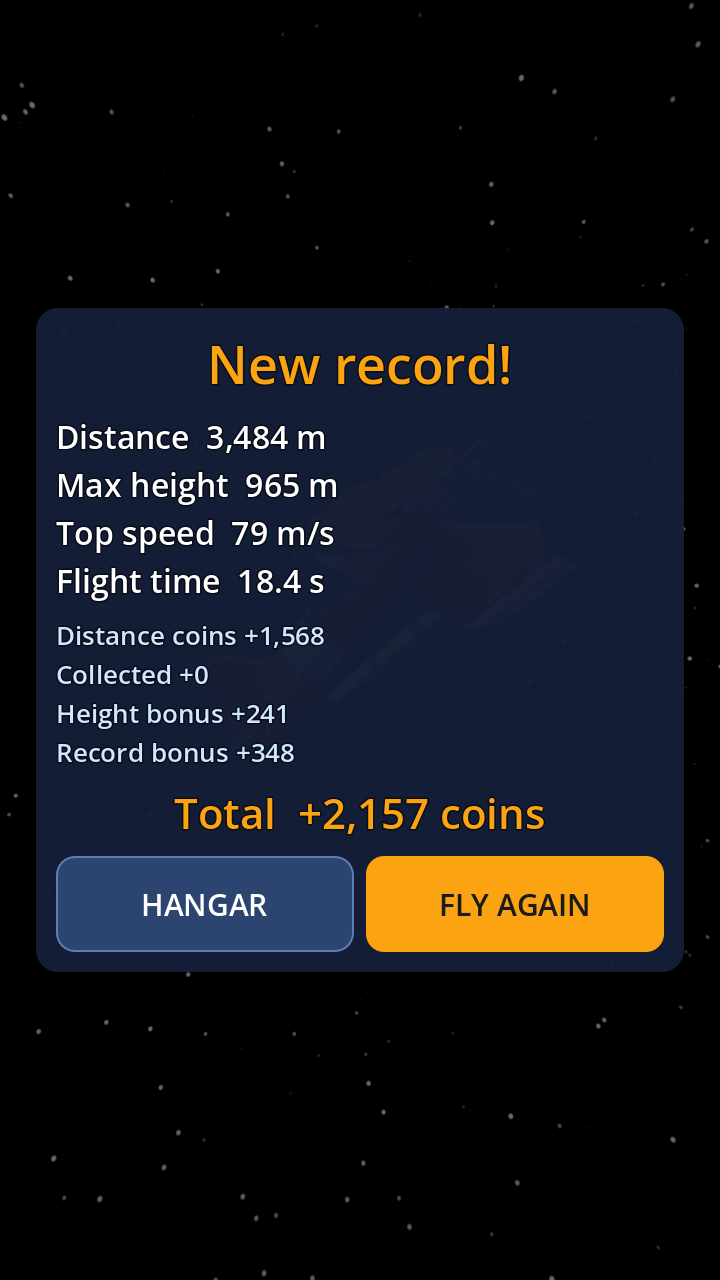 New record!
Distance 3,484 m
Max height 965 m
Top speed 79 m/s
Flight time 18.4 s
Distance coins +1,568
Collected +0
Height bonus +241
Record bonus +348
Total +2,157 coins
HANGAR
FLY AGAIN